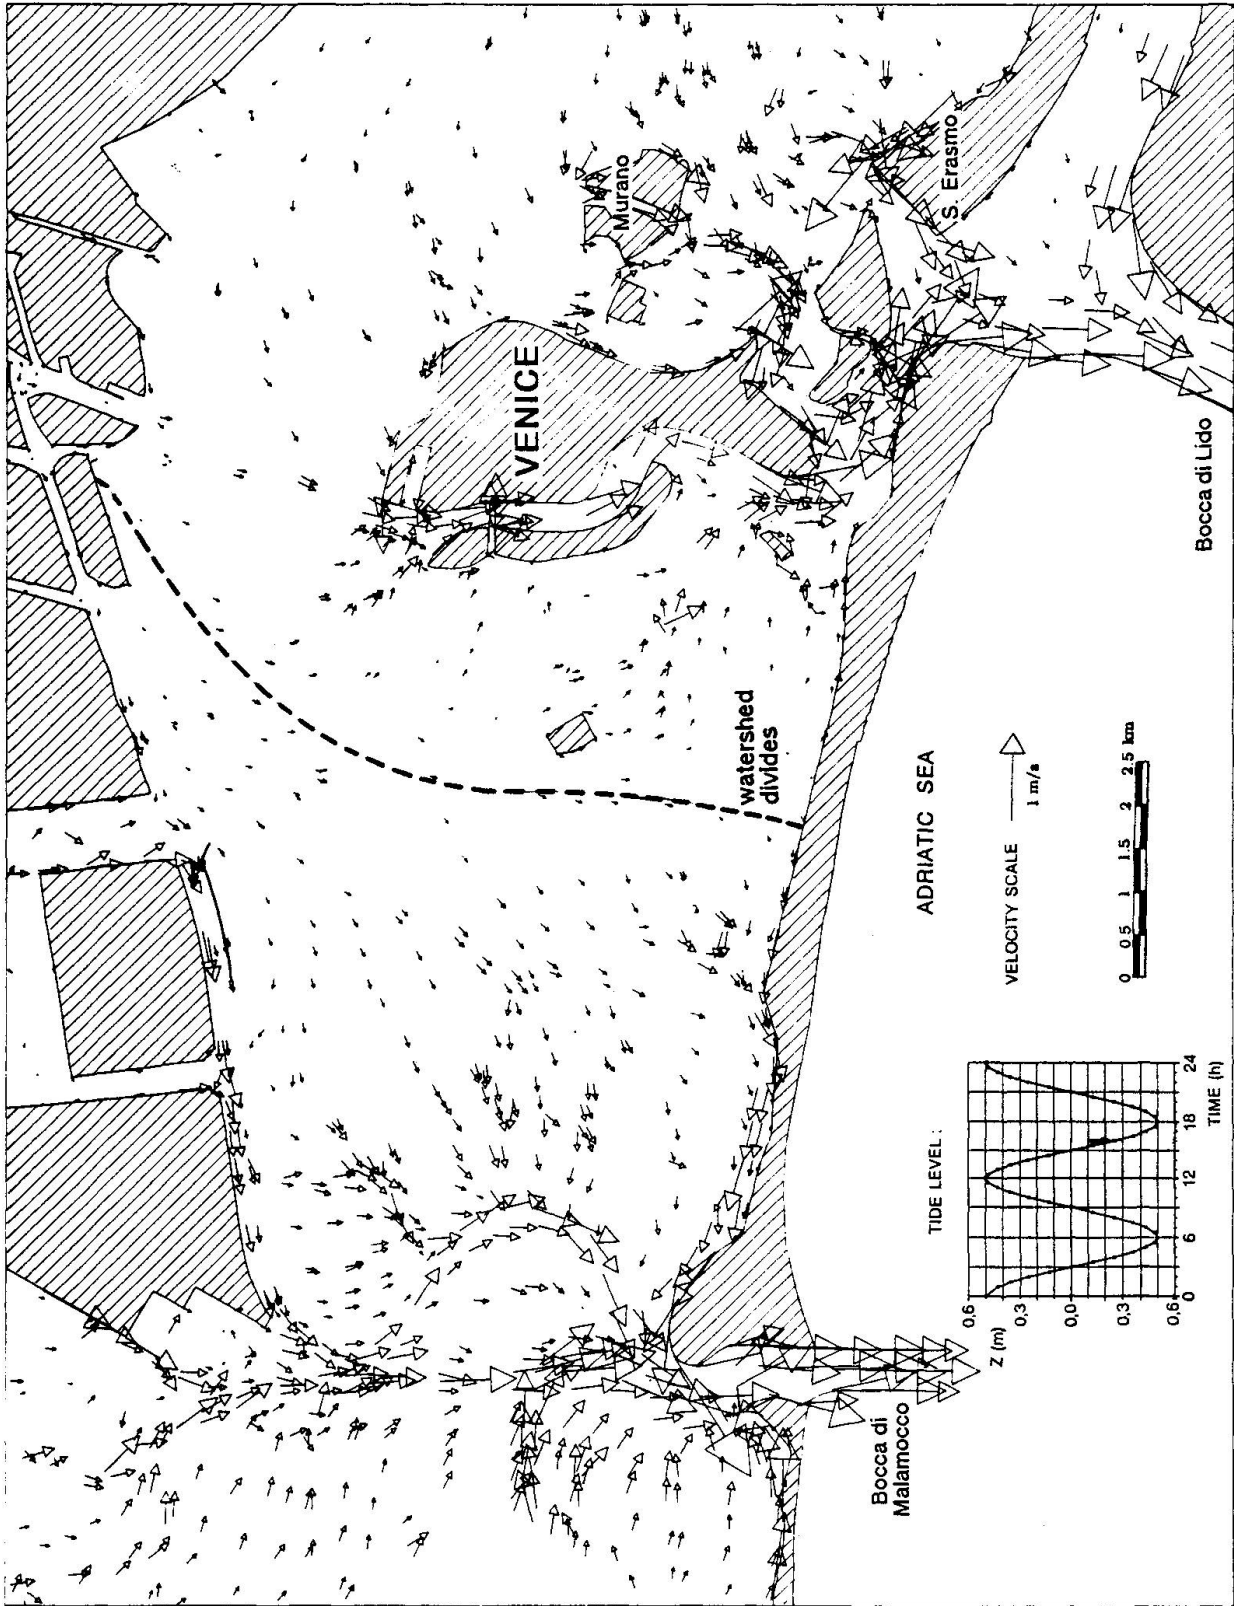 VENICE
Murano
S. Erasmo
watershed
divides
Bocca di Lido
ADRIATIC SEA
VELOCITY SCALE
1 m/s
0 0.5 1 1.5 2 2.5 km
Bocca di
Malamocco
TIDE LEVEL:
Z (m)
0,6
0,3
0,0
0,3
0,6
0 6 12 18 24
TIME (h)